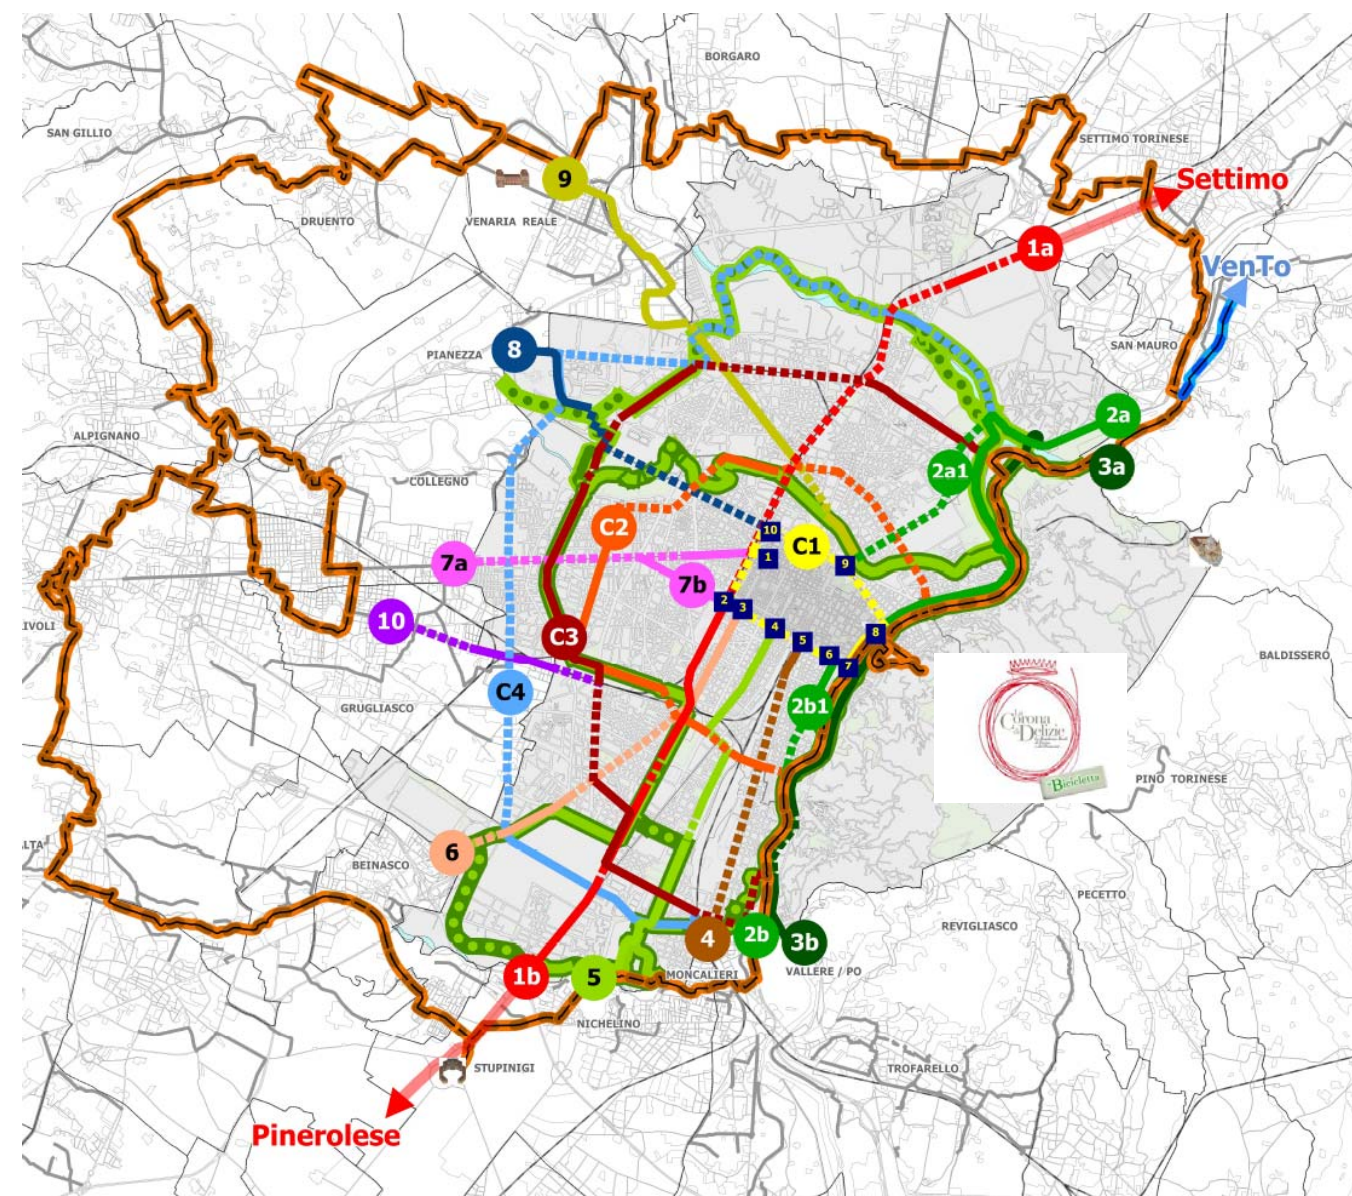 BORGARO
SAN GILLIO
SETTIMO TORINESE
9
Settimo
DRUENTO
VENARIA REALE
1a
VenTo
8
PIANEZZA
SAN MAURO
2a
ALPIGNANO
3a
2a1
COLLEGNO
C2
10
C1
1
7a
9
7b
2
3
10
4
8
C3
5
6
7
BALDISSERO
C4
2b1
GRUGLIASCO
La
Corona
di Delizie
in Bicicletta
PINO TORINESE
6
BEINASCO
PECETTO
REVIGLIASCO
4
2b
3b
1b
5
MONCALIERI
VALLERE / PO
NICHELINO
STUPINIGI
TROFARELLO
Pinerolese